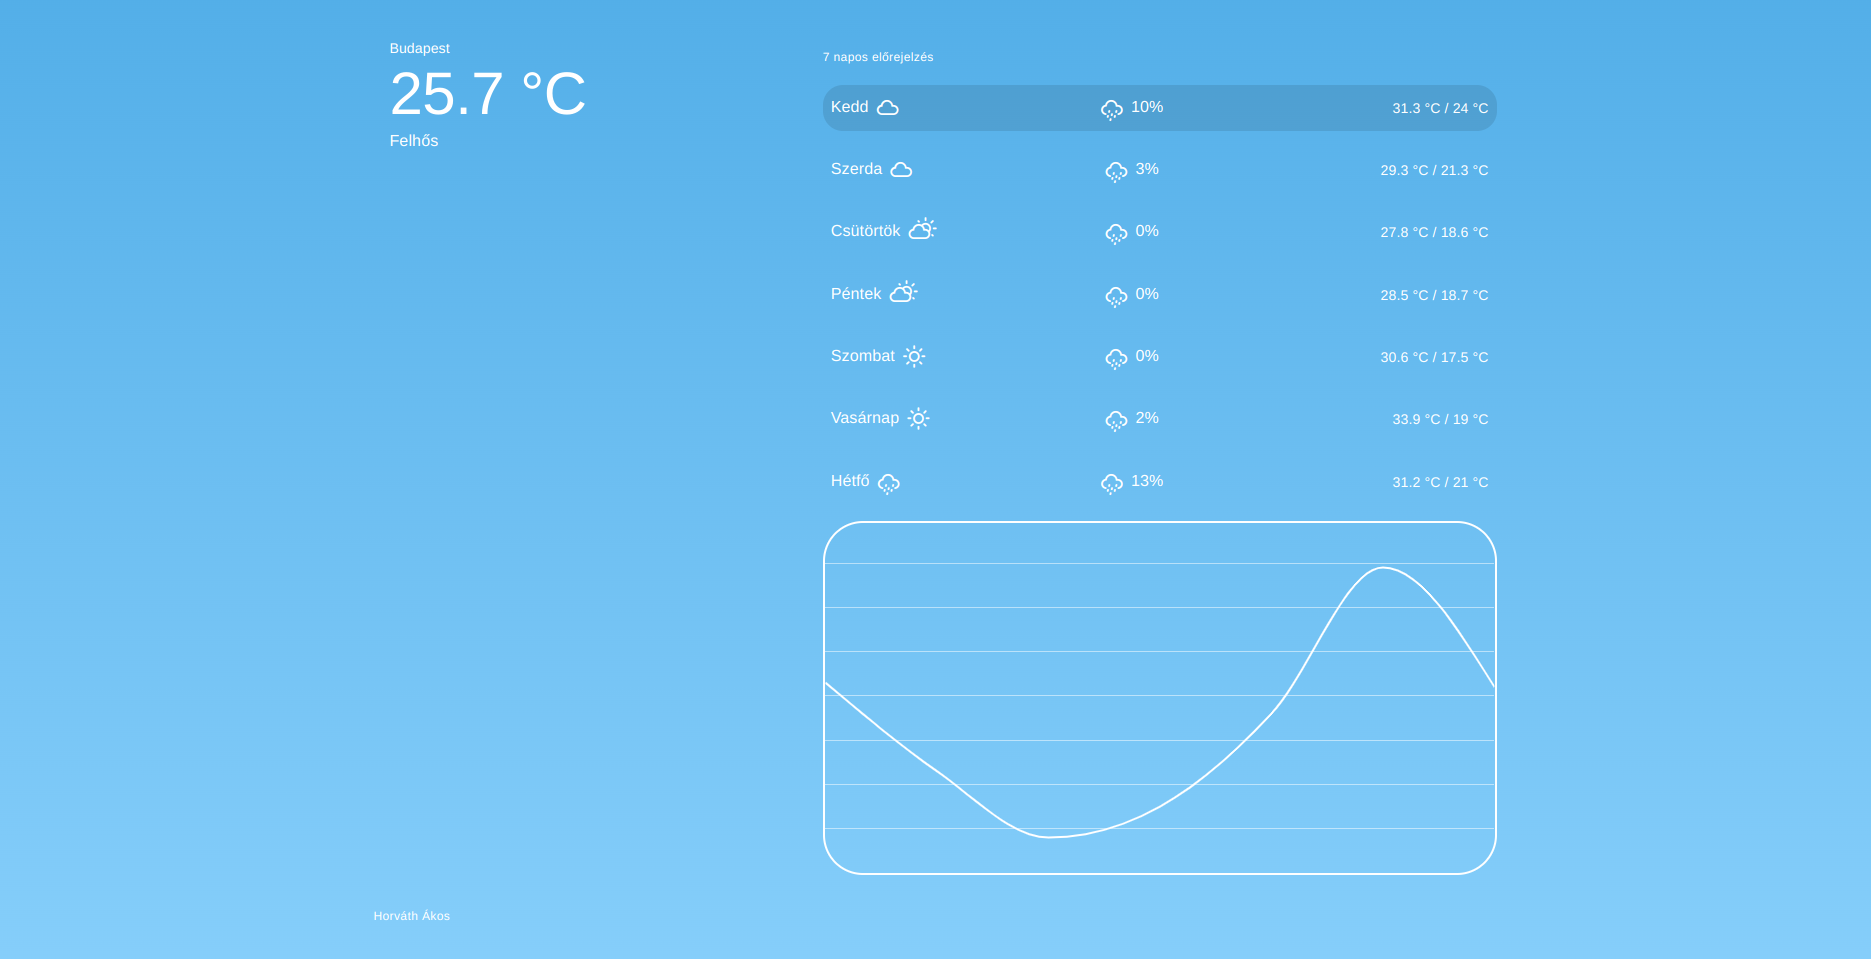 Budapest
25.7 °C
Felhős
7 napos előrejelzés
Kedd 10% 31.3 °C / 24 °C
Szerda 3% 29.3 °C / 21.3 °C
Csütörtök 0% 27.8 °C / 18.6 °C
Péntek 0% 28.5 °C / 18.7 °C
Szombat 0% 30.6 °C / 17.5 °C
Vasárnap 2% 33.9 °C / 19 °C
Hétfő 13% 31.2 °C / 21 °C
Horváth Ákos